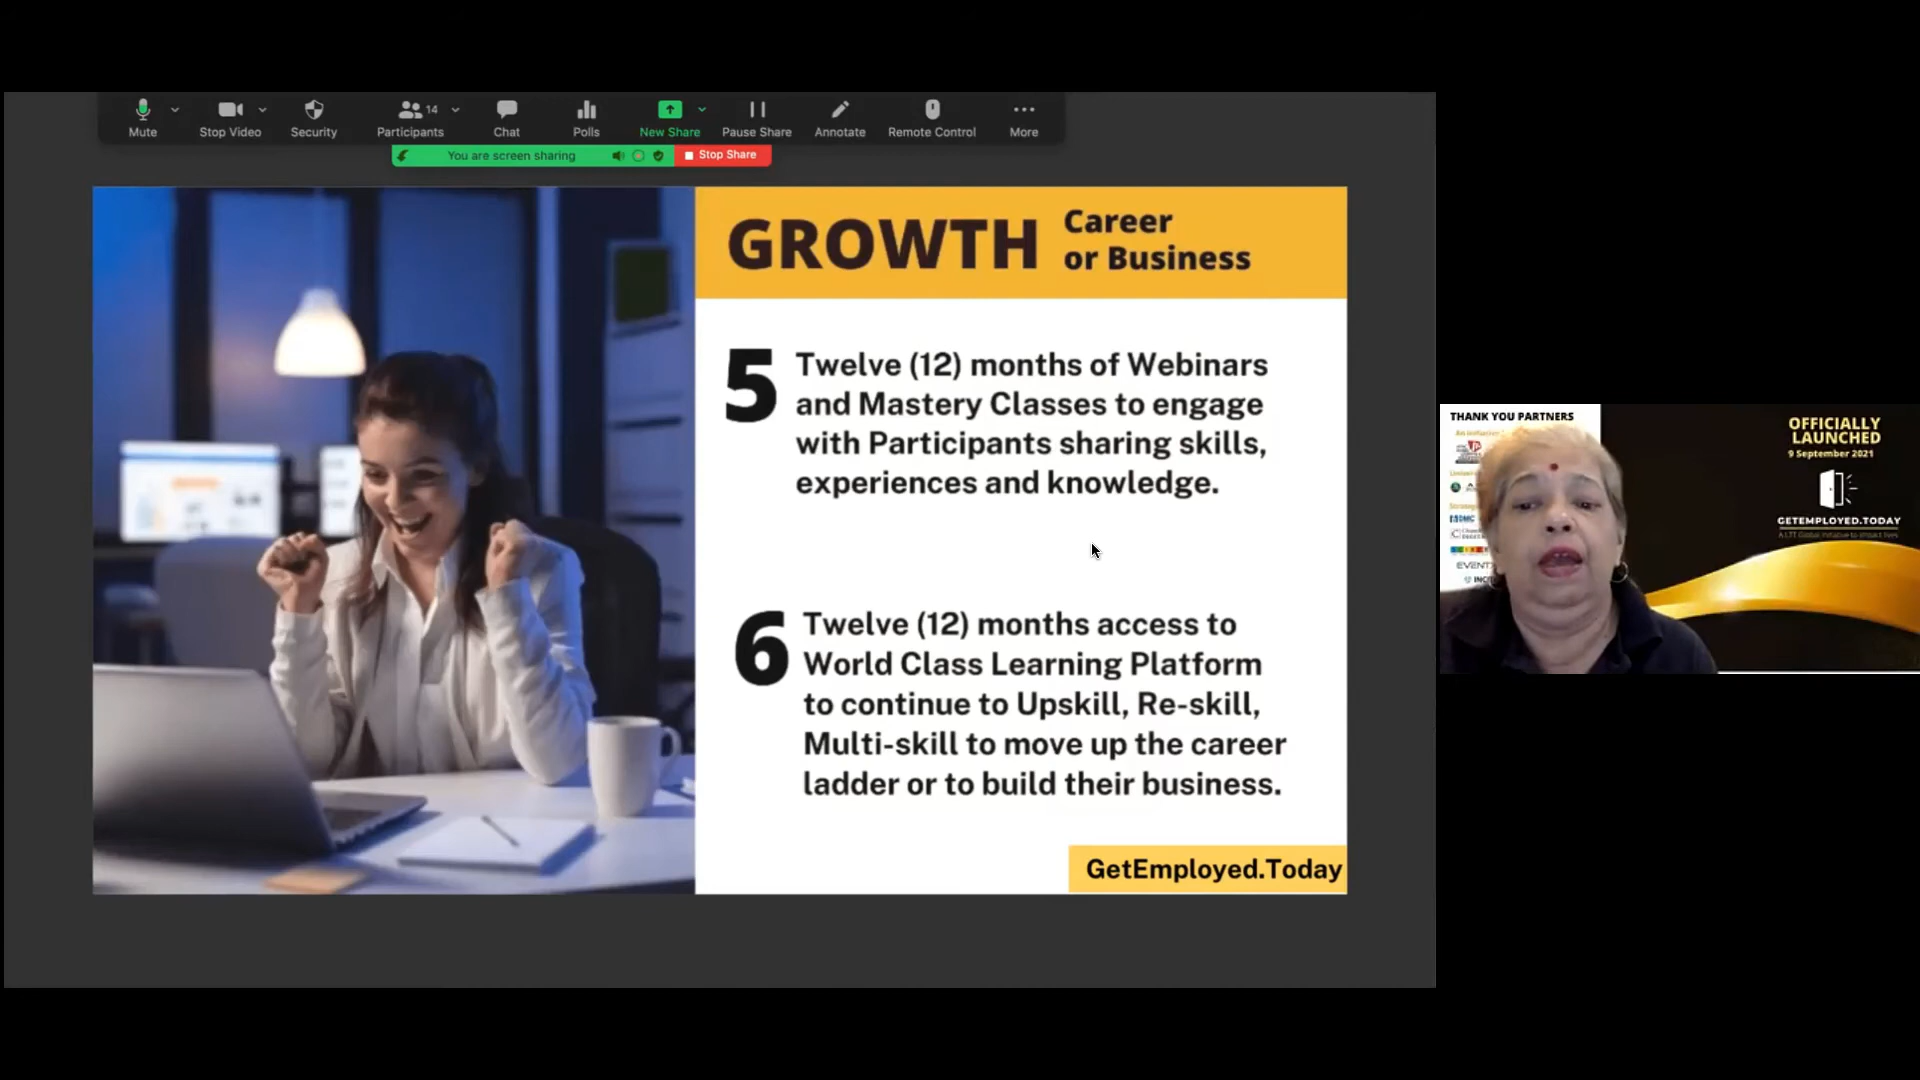 14
Mute
Stop Video
Security
Participants
Chat
Polls
New Share
Pause Share
Annotate
Remote Control
More
You are screen sharing
Stop Share
GROWTH
Career
or Business
5
Twelve (12) months of Webinars
and Mastery Classes to engage
with Participants sharing skills,
experiences and knowledge.
6
Twelve (12) months access to
World Class Learning Platform
to continue to Upskill, Re-skill,
Multi-skill to move up the career
ladder or to build their business.
GetEmployed.Today
THANK YOU PARTNERS
OFFICIALLY
LAUNCHED
9 September 2021
GETEMPLOYED.TODAY